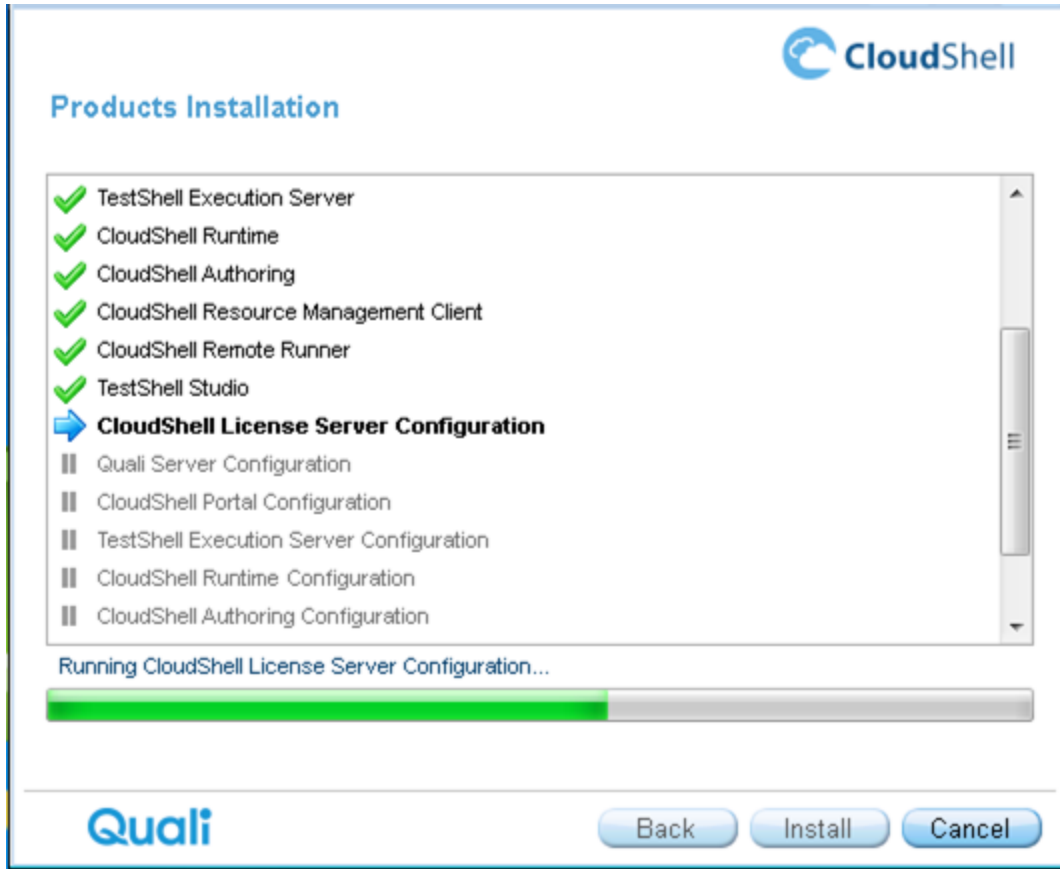 CloudShell
Products Installation
TestShell Execution Server
CloudShell Runtime
CloudShell Authoring
CloudShell Resource Management Client
CloudShell Remote Runner
TestShell Studio
CloudShell License Server Configuration
Quali Server Configuration
CloudShell Portal Configuration
TestShell Execution Server Configuration
CloudShell Runtime Configuration
CloudShell Authoring Configuration
Running CloudShell License Server Configuration...
Quali
Back
Install
Cancel